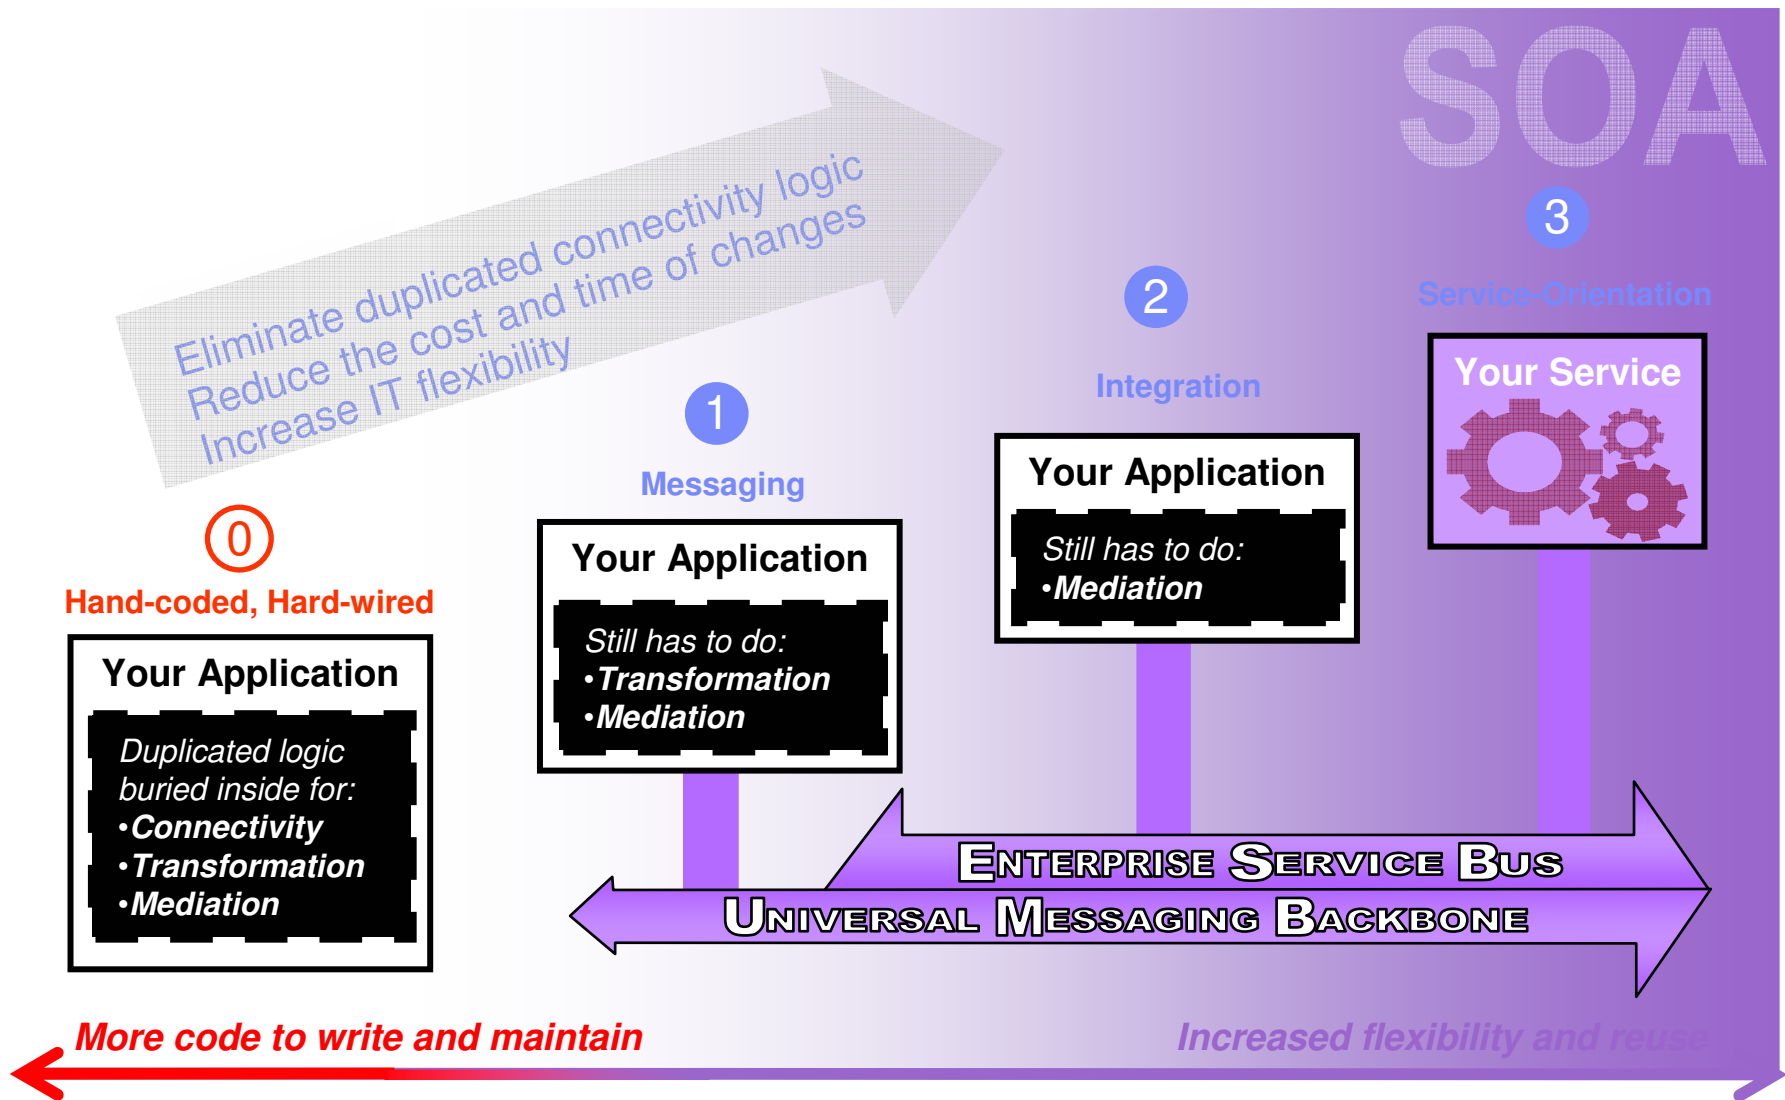 SOA
Eliminate duplicated connectivity logic
Reduce the cost and time of changes
Increase IT flexibility
0
Hand-coded, Hard-wired
Your Application
Duplicated logic
buried inside for:
•Connectivity
•Transformation
•Mediation
1
Messaging
Your Application
Still has to do:
•Transformation
•Mediation
2
Integration
Your Application
Still has to do:
•Mediation
3
Service-Orientation
Your Service
ENTERPRISE SERVICE BUS
UNIVERSAL MESSAGING BACKBONE
More code to write and maintain
Increased flexibility and reuse